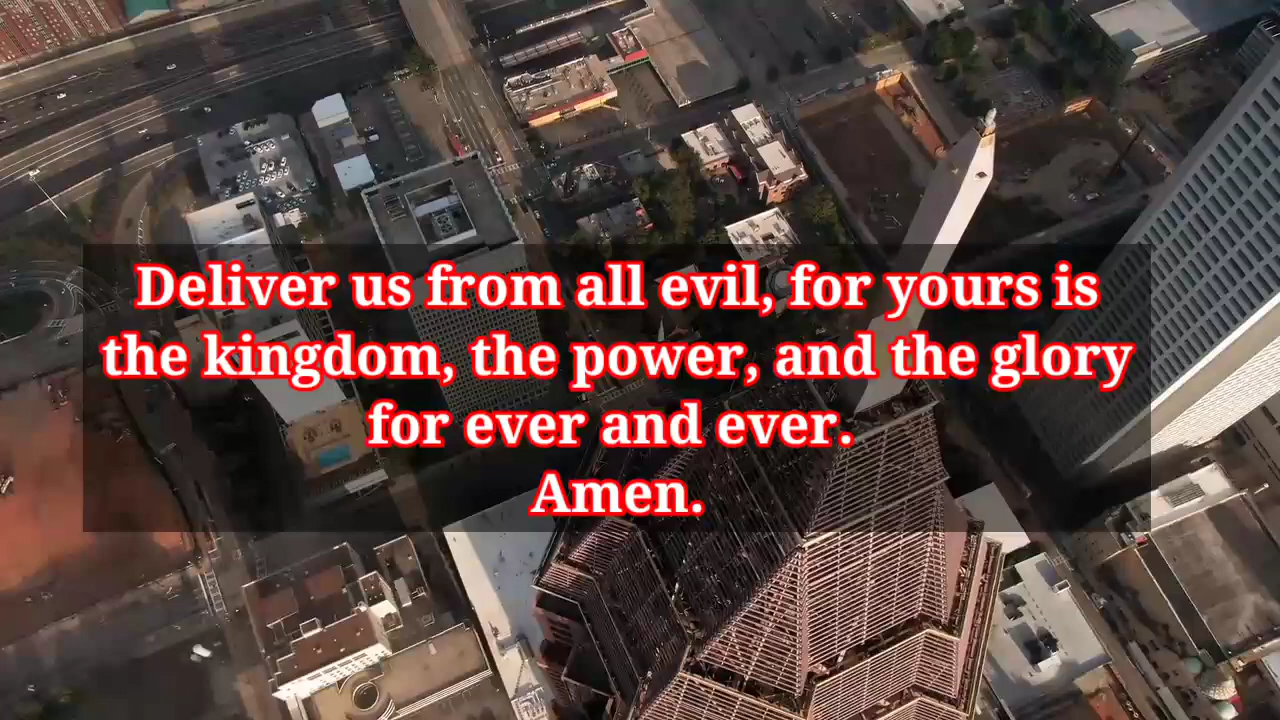 Deliver us from all evil, for yours is
the kingdom, the power, and the glory
for ever and ever.
Amen.